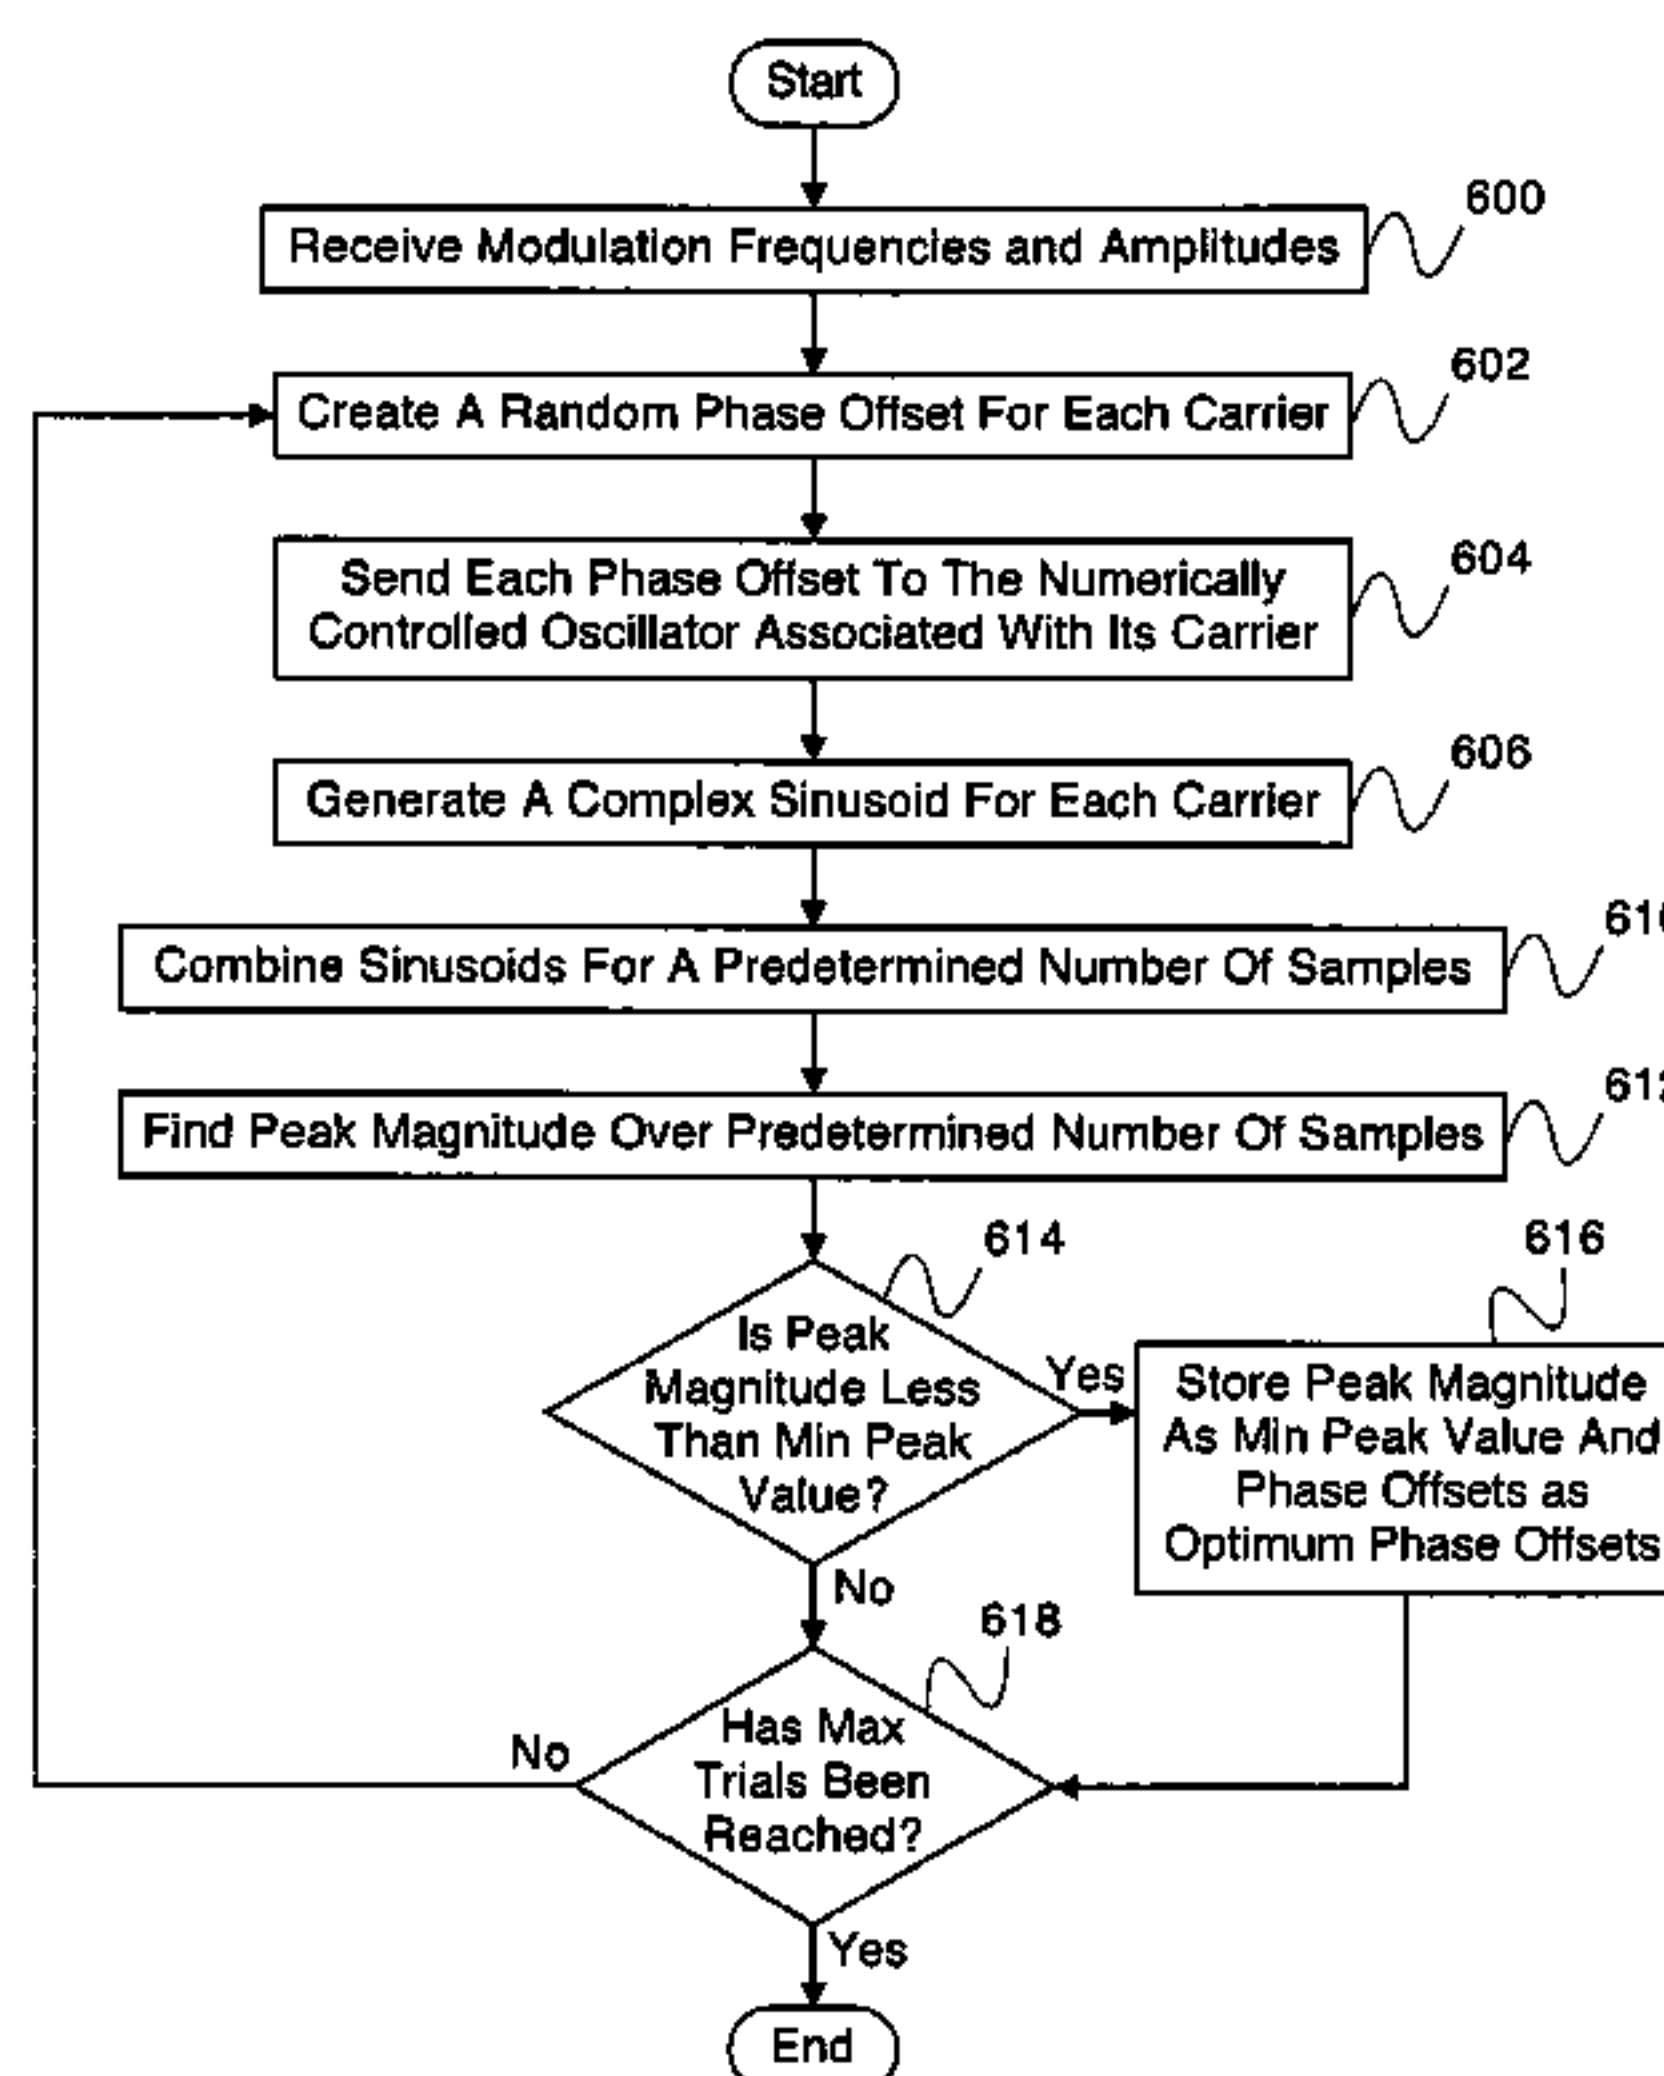 Start
600
Receive Modulation Frequencies and Amplitudes
602
Create A Random Phase Offset For Each Carrier
604
Send Each Phase Offset To The Numerically
Controlled Oscillator Associated With Its Carrier
606
Generate A Complex Sinusoid For Each Carrier
Combine Sinusoids For A Predetermined Number Of Samples
Find Peak Magnitude Over Predetermined Number Of Samples
614
Is Peak
Magnitude Less
Than Min Peak
Value?
Yes
616
Store Peak Magnitude
As Min Peak Value And
Phase Offsets as
Optimum Phase Offsets
No
618
Has Max
Trials Been
Reached?
No
Yes
End